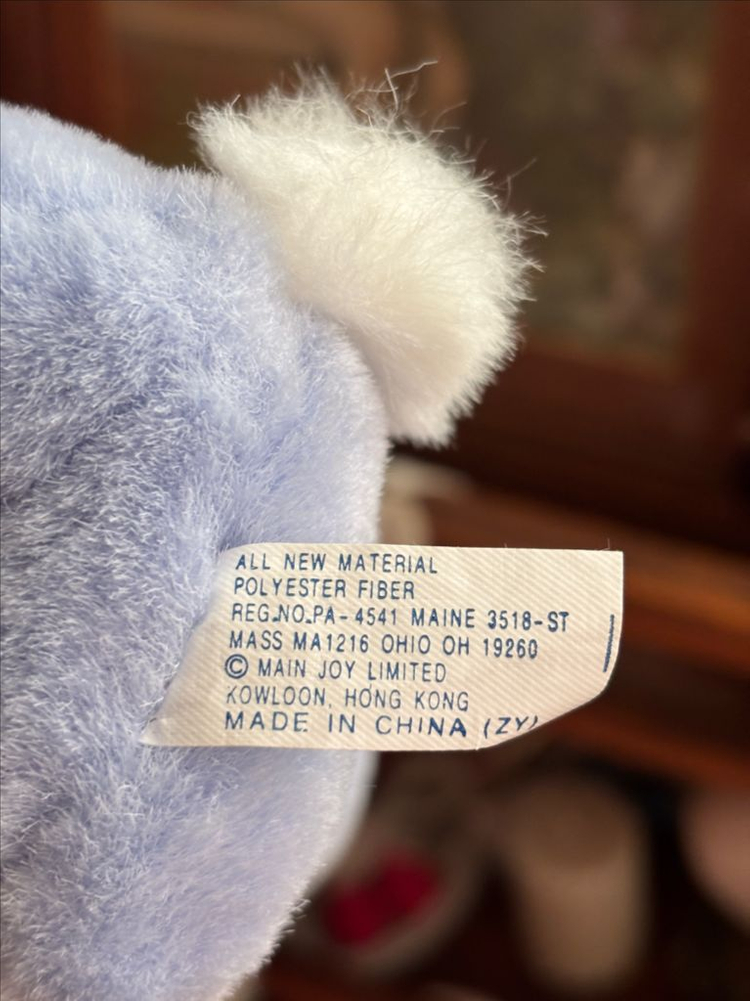 ALL NEW MATERIAL
POLYESTER FIBER
REG.NO.PA-4541 MAINE 3518-ST
MASS MA1216 OHIO OH 19260
© MAIN JOY LIMITED
KOWLOON, HONG KONG
MADE IN CHINA (ZY)